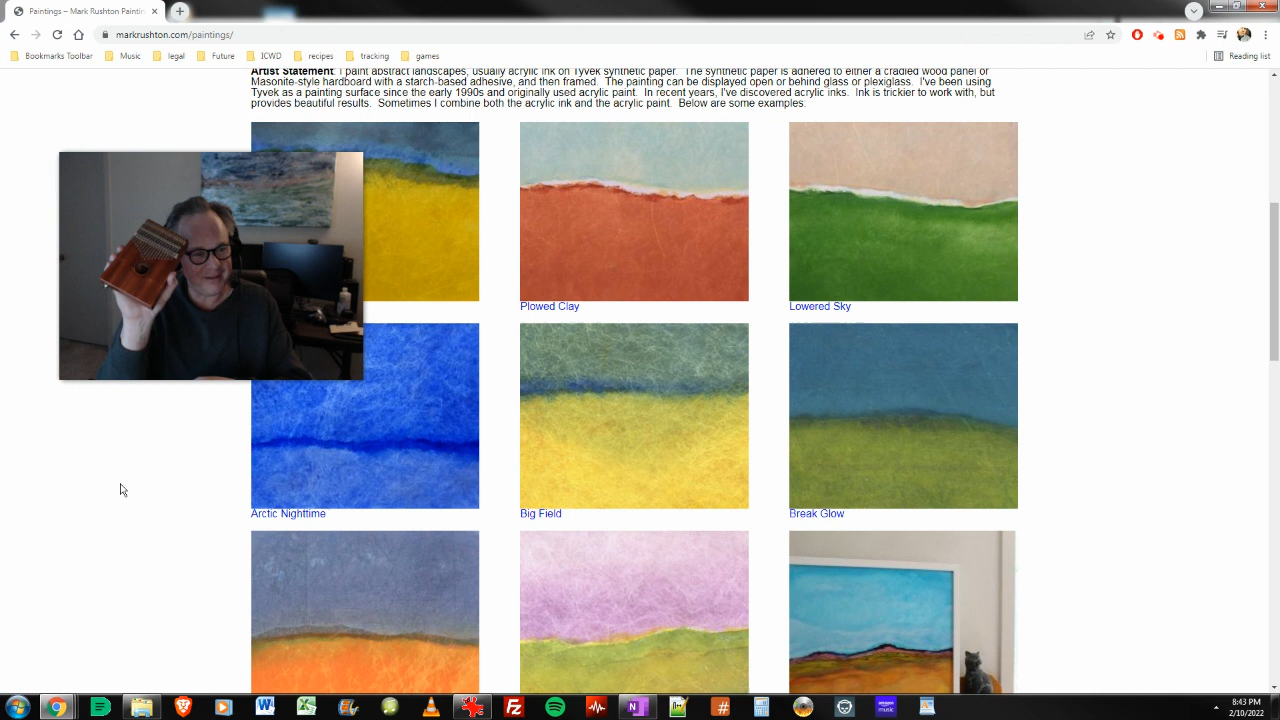 Paintings – Mark Rushton Paintin
markrushton.com/paintings/
Bookmarks Toolbar
Music
legal
Future
ICWD
recipes
tracking
games
Reading list
Artist Statement: I paint abstract landscapes, usually acrylic ink on Tyvek synthetic paper. The synthetic paper is adhered to either a cradled wood panel or
Masonite-style hardboard with a starch-based adhesive, and then framed. The painting can be displayed open or behind glass or plexiglass. I've been using
Tyvek as a painting surface since the early 1990s and originally used acrylic paint. In recent years, I've discovered acrylic inks. Ink is trickier to work with, but
provides beautiful results. Sometimes I combine both the acrylic ink and the acrylic paint. Below are some examples:
Plowed Clay
Lowered Sky
Arctic Nighttime
Big Field
Break Glow
amazon
music
8:43 PM
2/10/2022